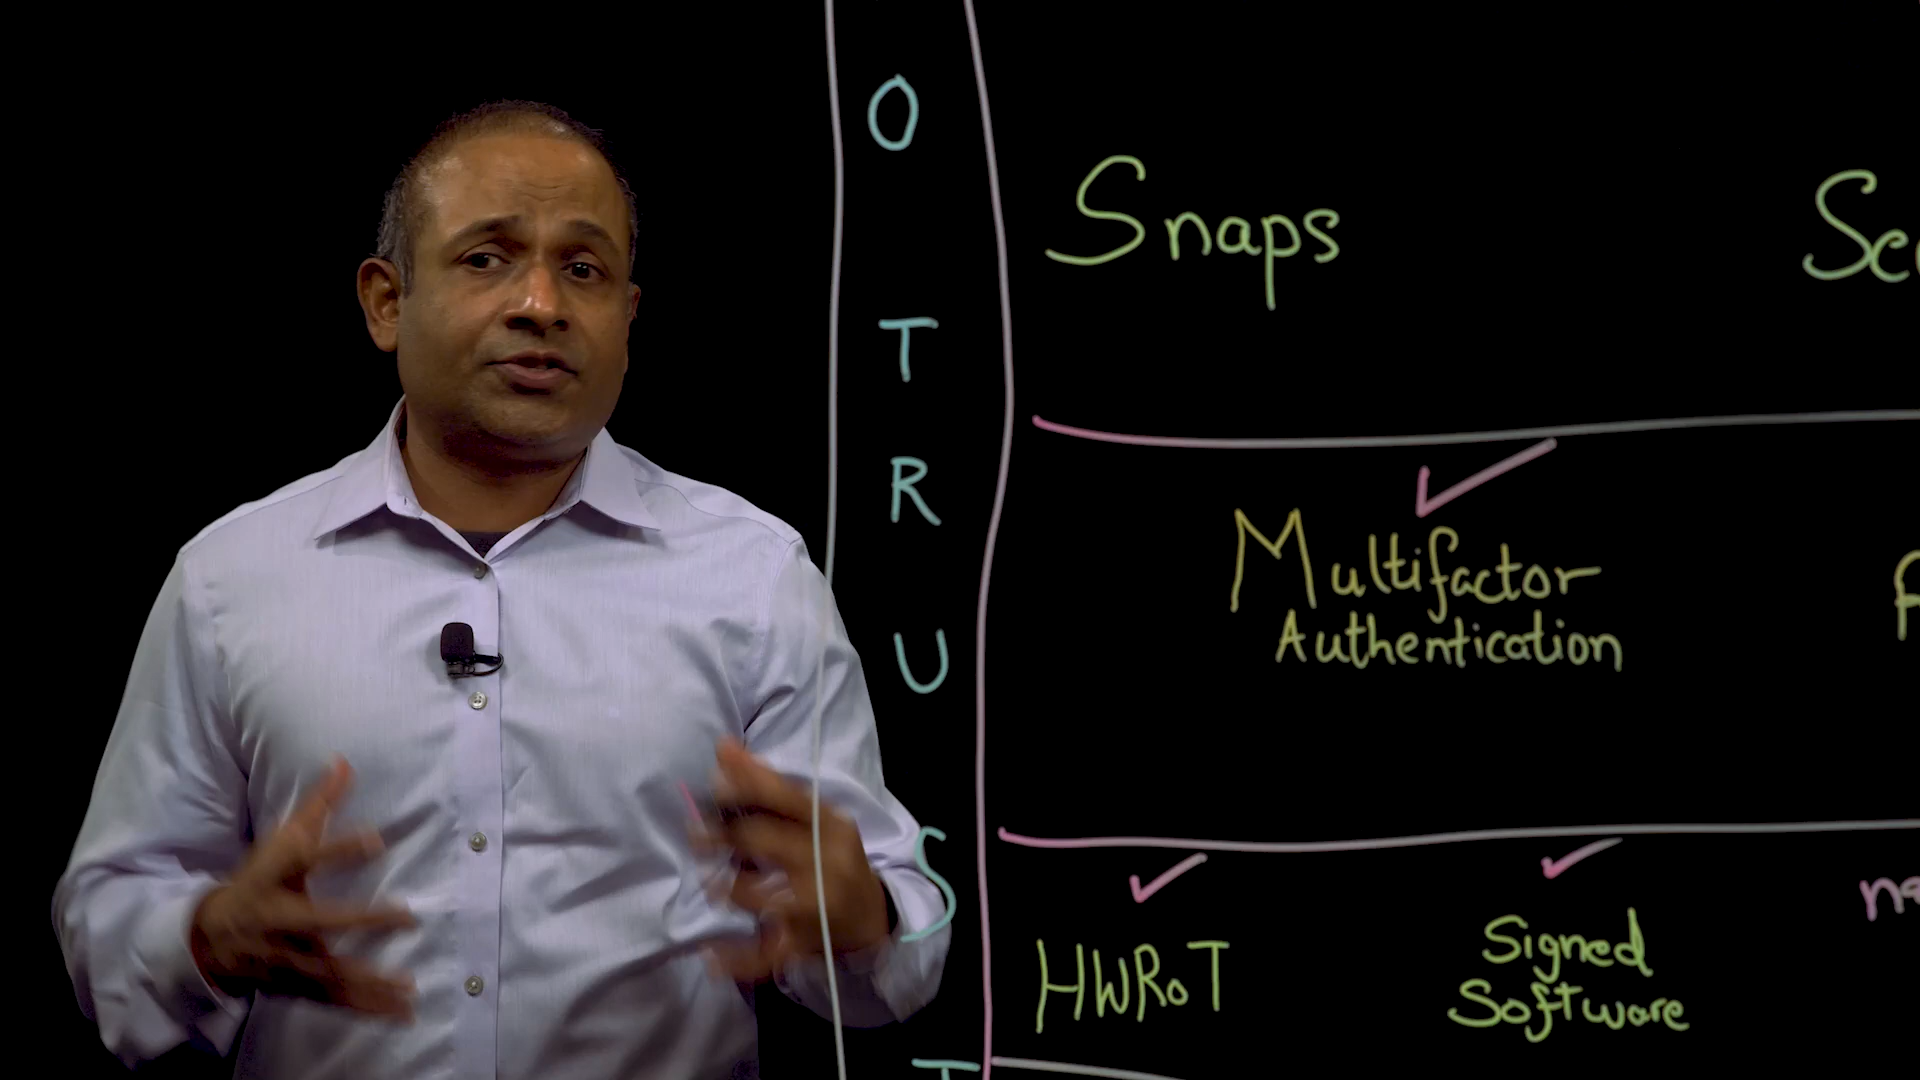 O
T
R
U
S
T
Snaps
Multifactor
Authentication
HWRoT
Signed
Software